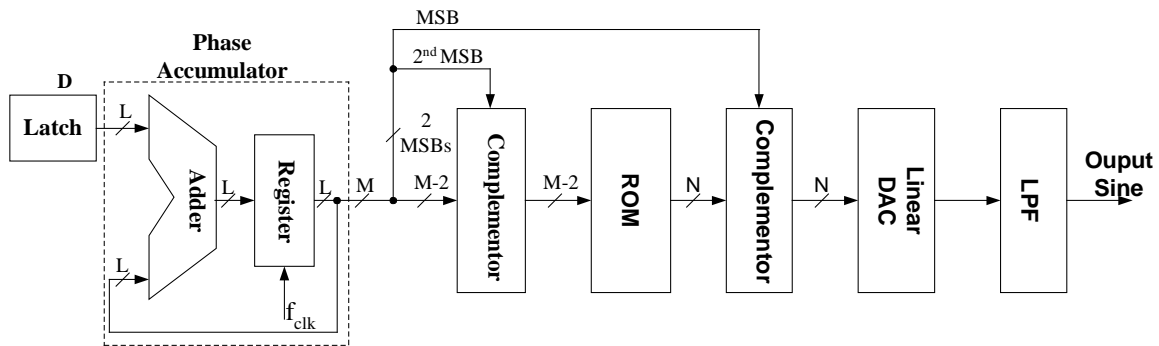 MSB
2nd MSB
Phase
Accumulator
D
Latch
L
L
Adder
L
Register
L
fclk
M
2
MSBs
M-2
Complementor
M-2
ROM
N
Complementor
N
Linear
DAC
LPF
Ouput
Sine